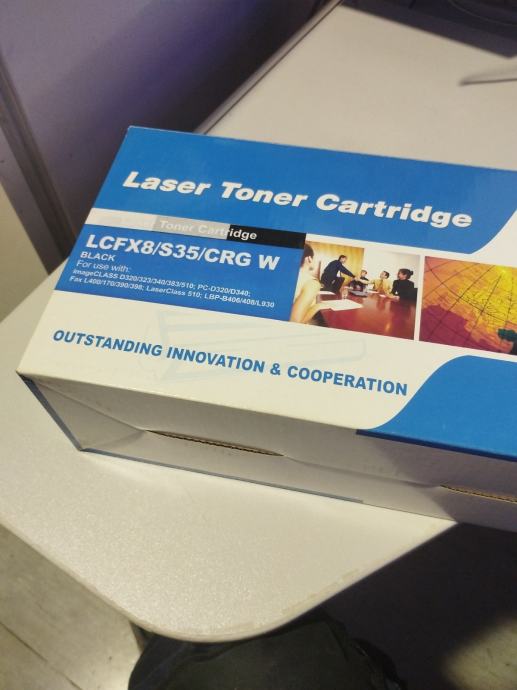 Laser Toner Cartridge
Toner Cartridge
LCFX8/S35/CRG W
BLACK
For use with:
ImageCLASS D320/323/340/383/510; PC-D320/D340;
Fax L400/170/390/398; LaserClass 510; LBP-B406/408/L930
OUTSTANDING INNOVATION & COOPERATION